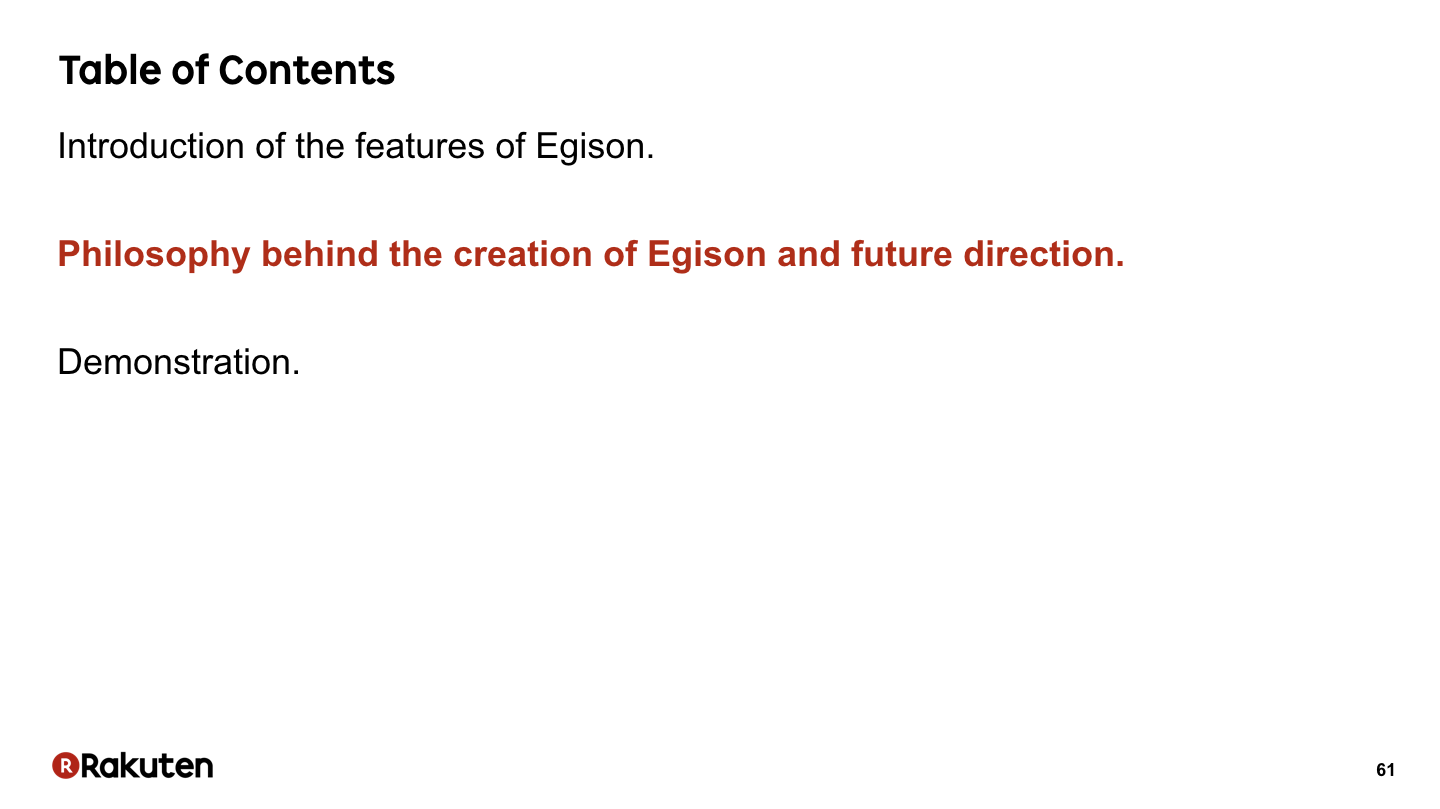 Table of Contents
Introduction of the features of Egison.
Philosophy behind the creation of Egison and future direction.
Demonstration.
R Rakuten
61